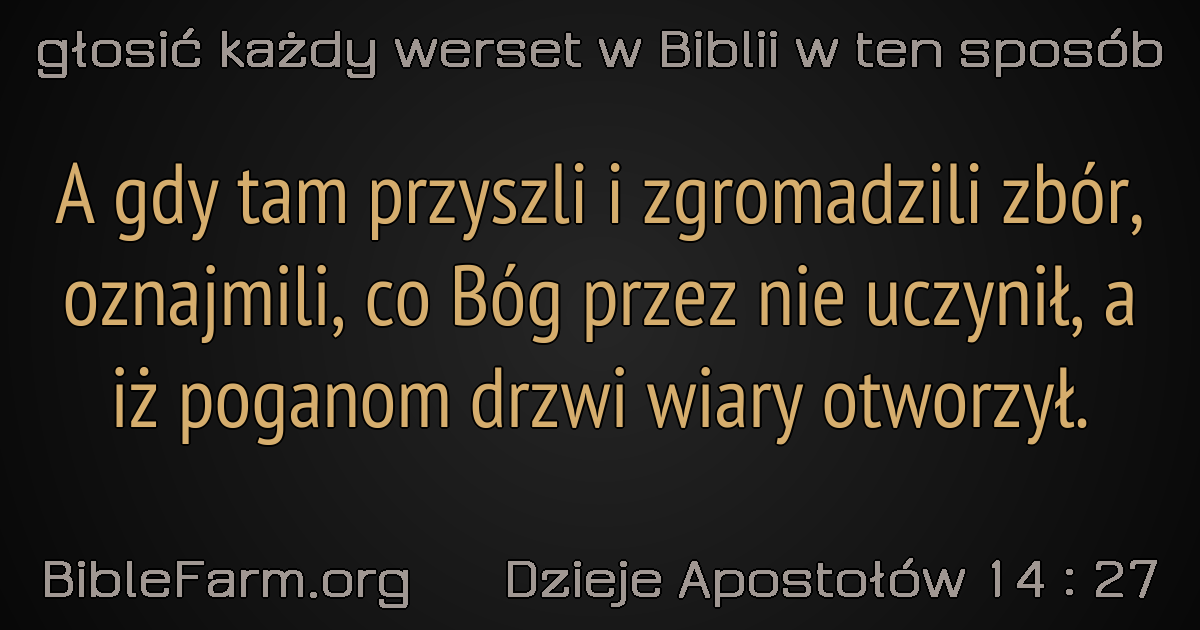 głosić każdy werset w Biblii w ten sposób
A gdy tam przyszli i zgromadzili zbór,
oznajmili, co Bóg przez nie uczynił, a
iż poganom drzwi wiary otworzył.
BibleFarm.org Dzieje Apostołów 14 : 27